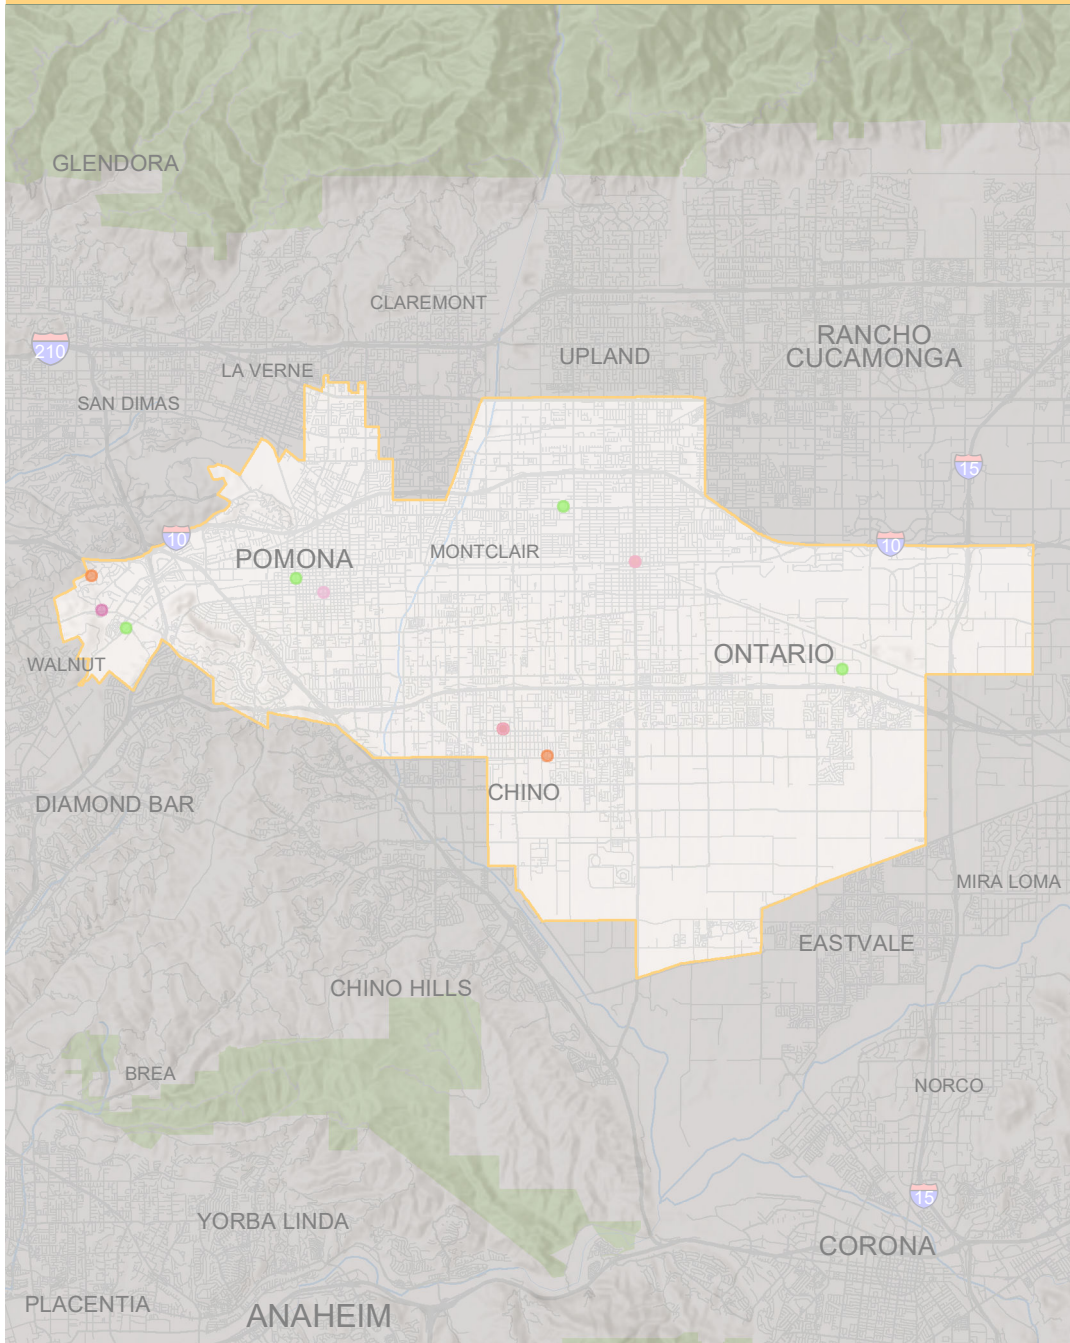 GLENDORA
CLAREMONT
RANCHO
CUCAMONGA
210
UPLAND
LA VERNE
SAN DIMAS
15
10
10
POMONA
MONTCLAIR
ONTARIO
WALNUT
CHINO
DIAMOND BAR
MIRA LOMA
EASTVALE
CHINO HILLS
BREA
NORCO
15
YORBA LINDA
CORONA
PLACENTIA
ANAHEIM